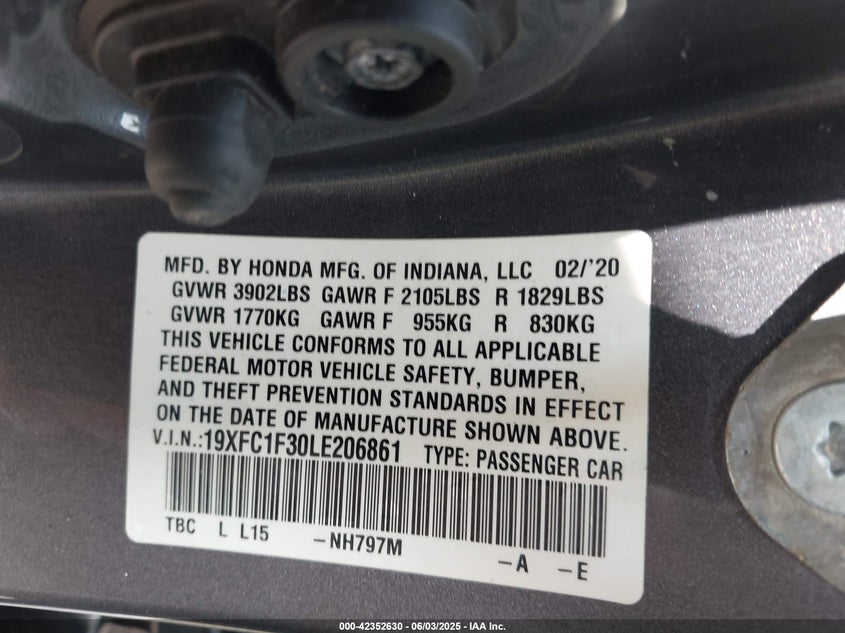 MFD. BY HONDA MFG. OF INDIANA, LLC 02/'20
GVWR 3902LBS GAWR F 2105LBS R 1829LBS
GVWR 1770KG GAWR F 955KG R 830KG
THIS VEHICLE CONFORMS TO ALL APPLICABLE
FEDERAL MOTOR VEHICLE SAFETY, BUMPER,
AND THEFT PREVENTION STANDARDS IN EFFECT
ON THE DATE OF MANUFACTURE SHOWN ABOVE.
V.I.N.:19XFC1F30LE206861 TYPE: PASSENGER CAR
TBC L L15 -NH797M -A -E
000-42352630 - 06/03/2025 - IAA Inc.